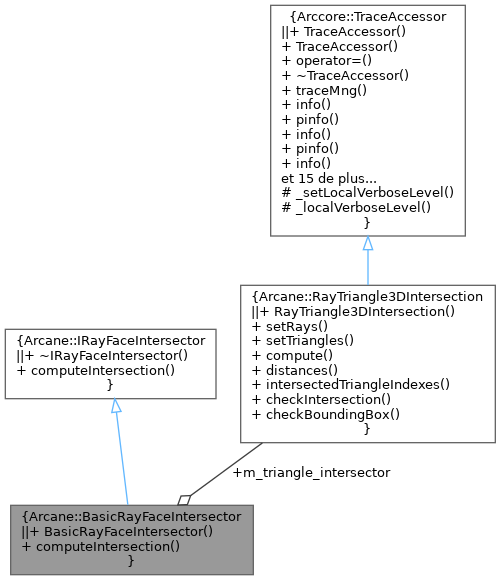 {Arccore::TraceAccessor
||+ TraceAccessor()
+ TraceAccessor()
+ operator=()
+ ~TraceAccessor()
+ traceMng()
+ info()
+ pinfo()
+ info()
+ pinfo()
+ info()
et 15 de plus...
# _setLocalVerboseLevel()
# _localVerboseLevel()
}
{Arcane::RayTriangle3DIntersection
||+ RayTriangle3DIntersection()
+ setRays()
+ setTriangles()
+ compute()
+ distances()
+ intersectedTriangleIndexes()
+ checkIntersection()
+ checkBoundingBox()
}
{Arcane::IRayFaceIntersector
||+ ~IRayFaceIntersector()
+ computeIntersection()
}
+m_triangle_intersector
{Arcane::BasicRayFaceIntersector
||+ BasicRayFaceIntersector()
+ computeIntersection()
}